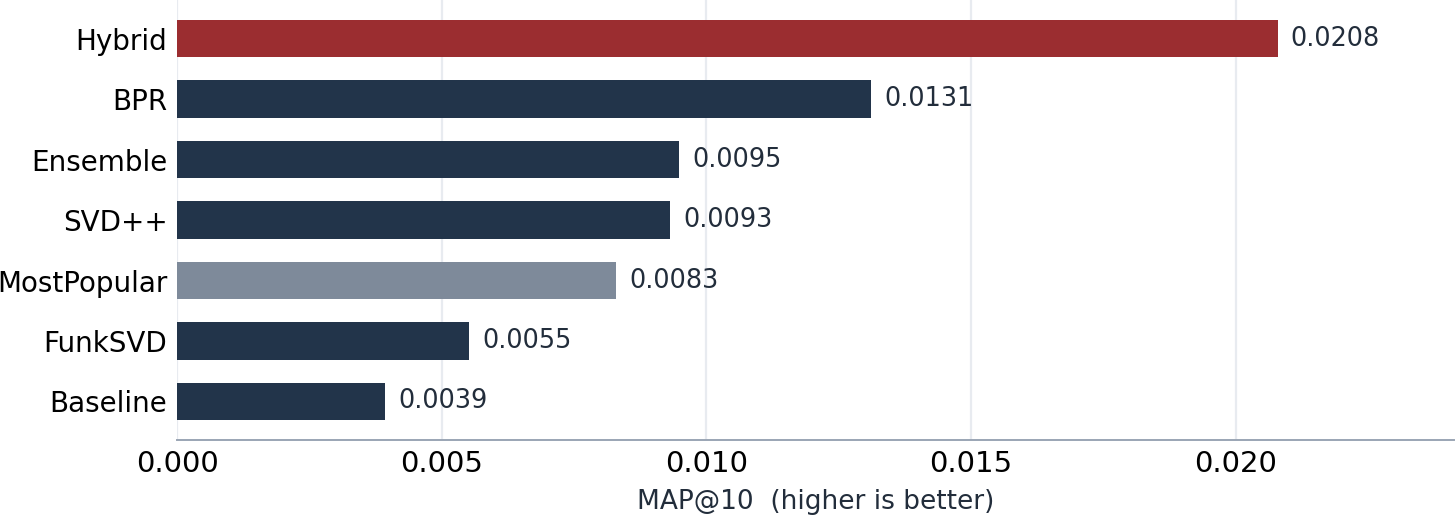 Hybrid 0.0208
BPR 0.0131
Ensemble 0.0095
SVD++ 0.0093
MostPopular 0.0083
FunkSVD 0.0055
Baseline 0.0039
0.000 0.005 0.010 0.015 0.020
MAP@10 (higher is better)